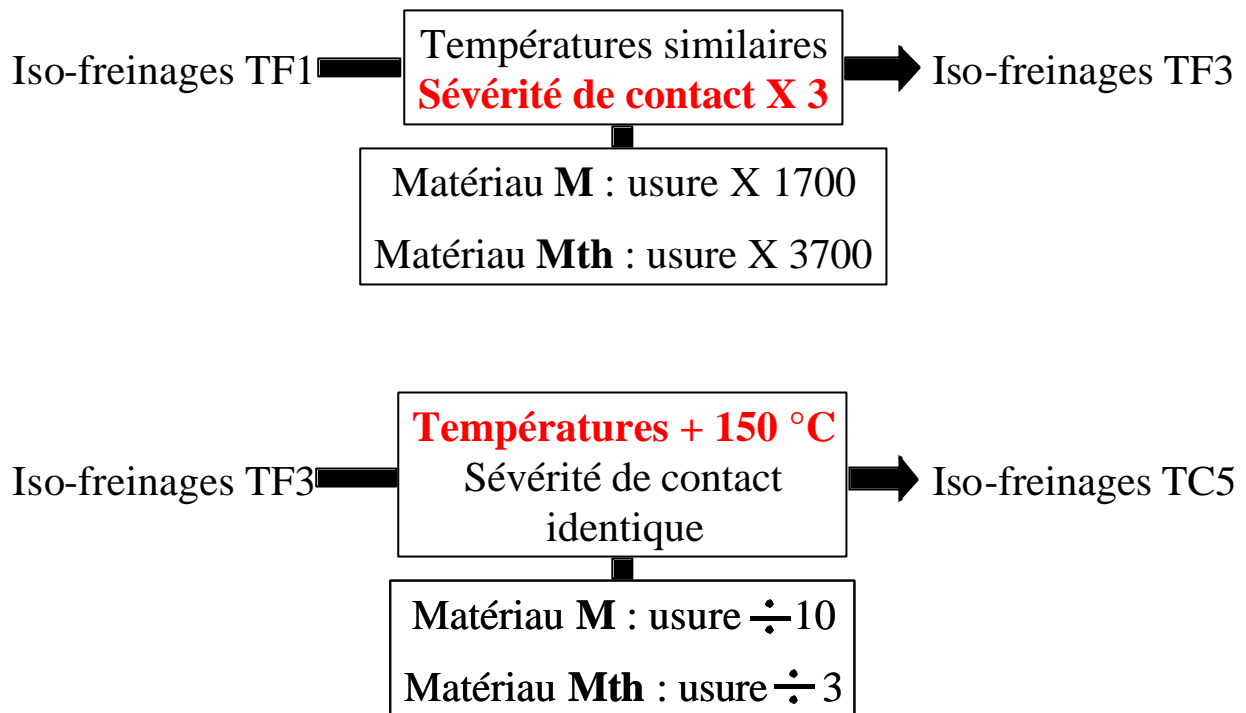 Températures similaires
Iso-freinages TF1
Sévérité de contact X 3
Iso-freinages TF3
Matériau M : usure X 1700
Matériau Mth : usure X 3700
Températures + 150 °C
Iso-freinages TF3
Sévérité de contact
identique
Iso-freinages TC5
Matériau M : usure ÷ 10
Matériau Mth : usure ÷ 3